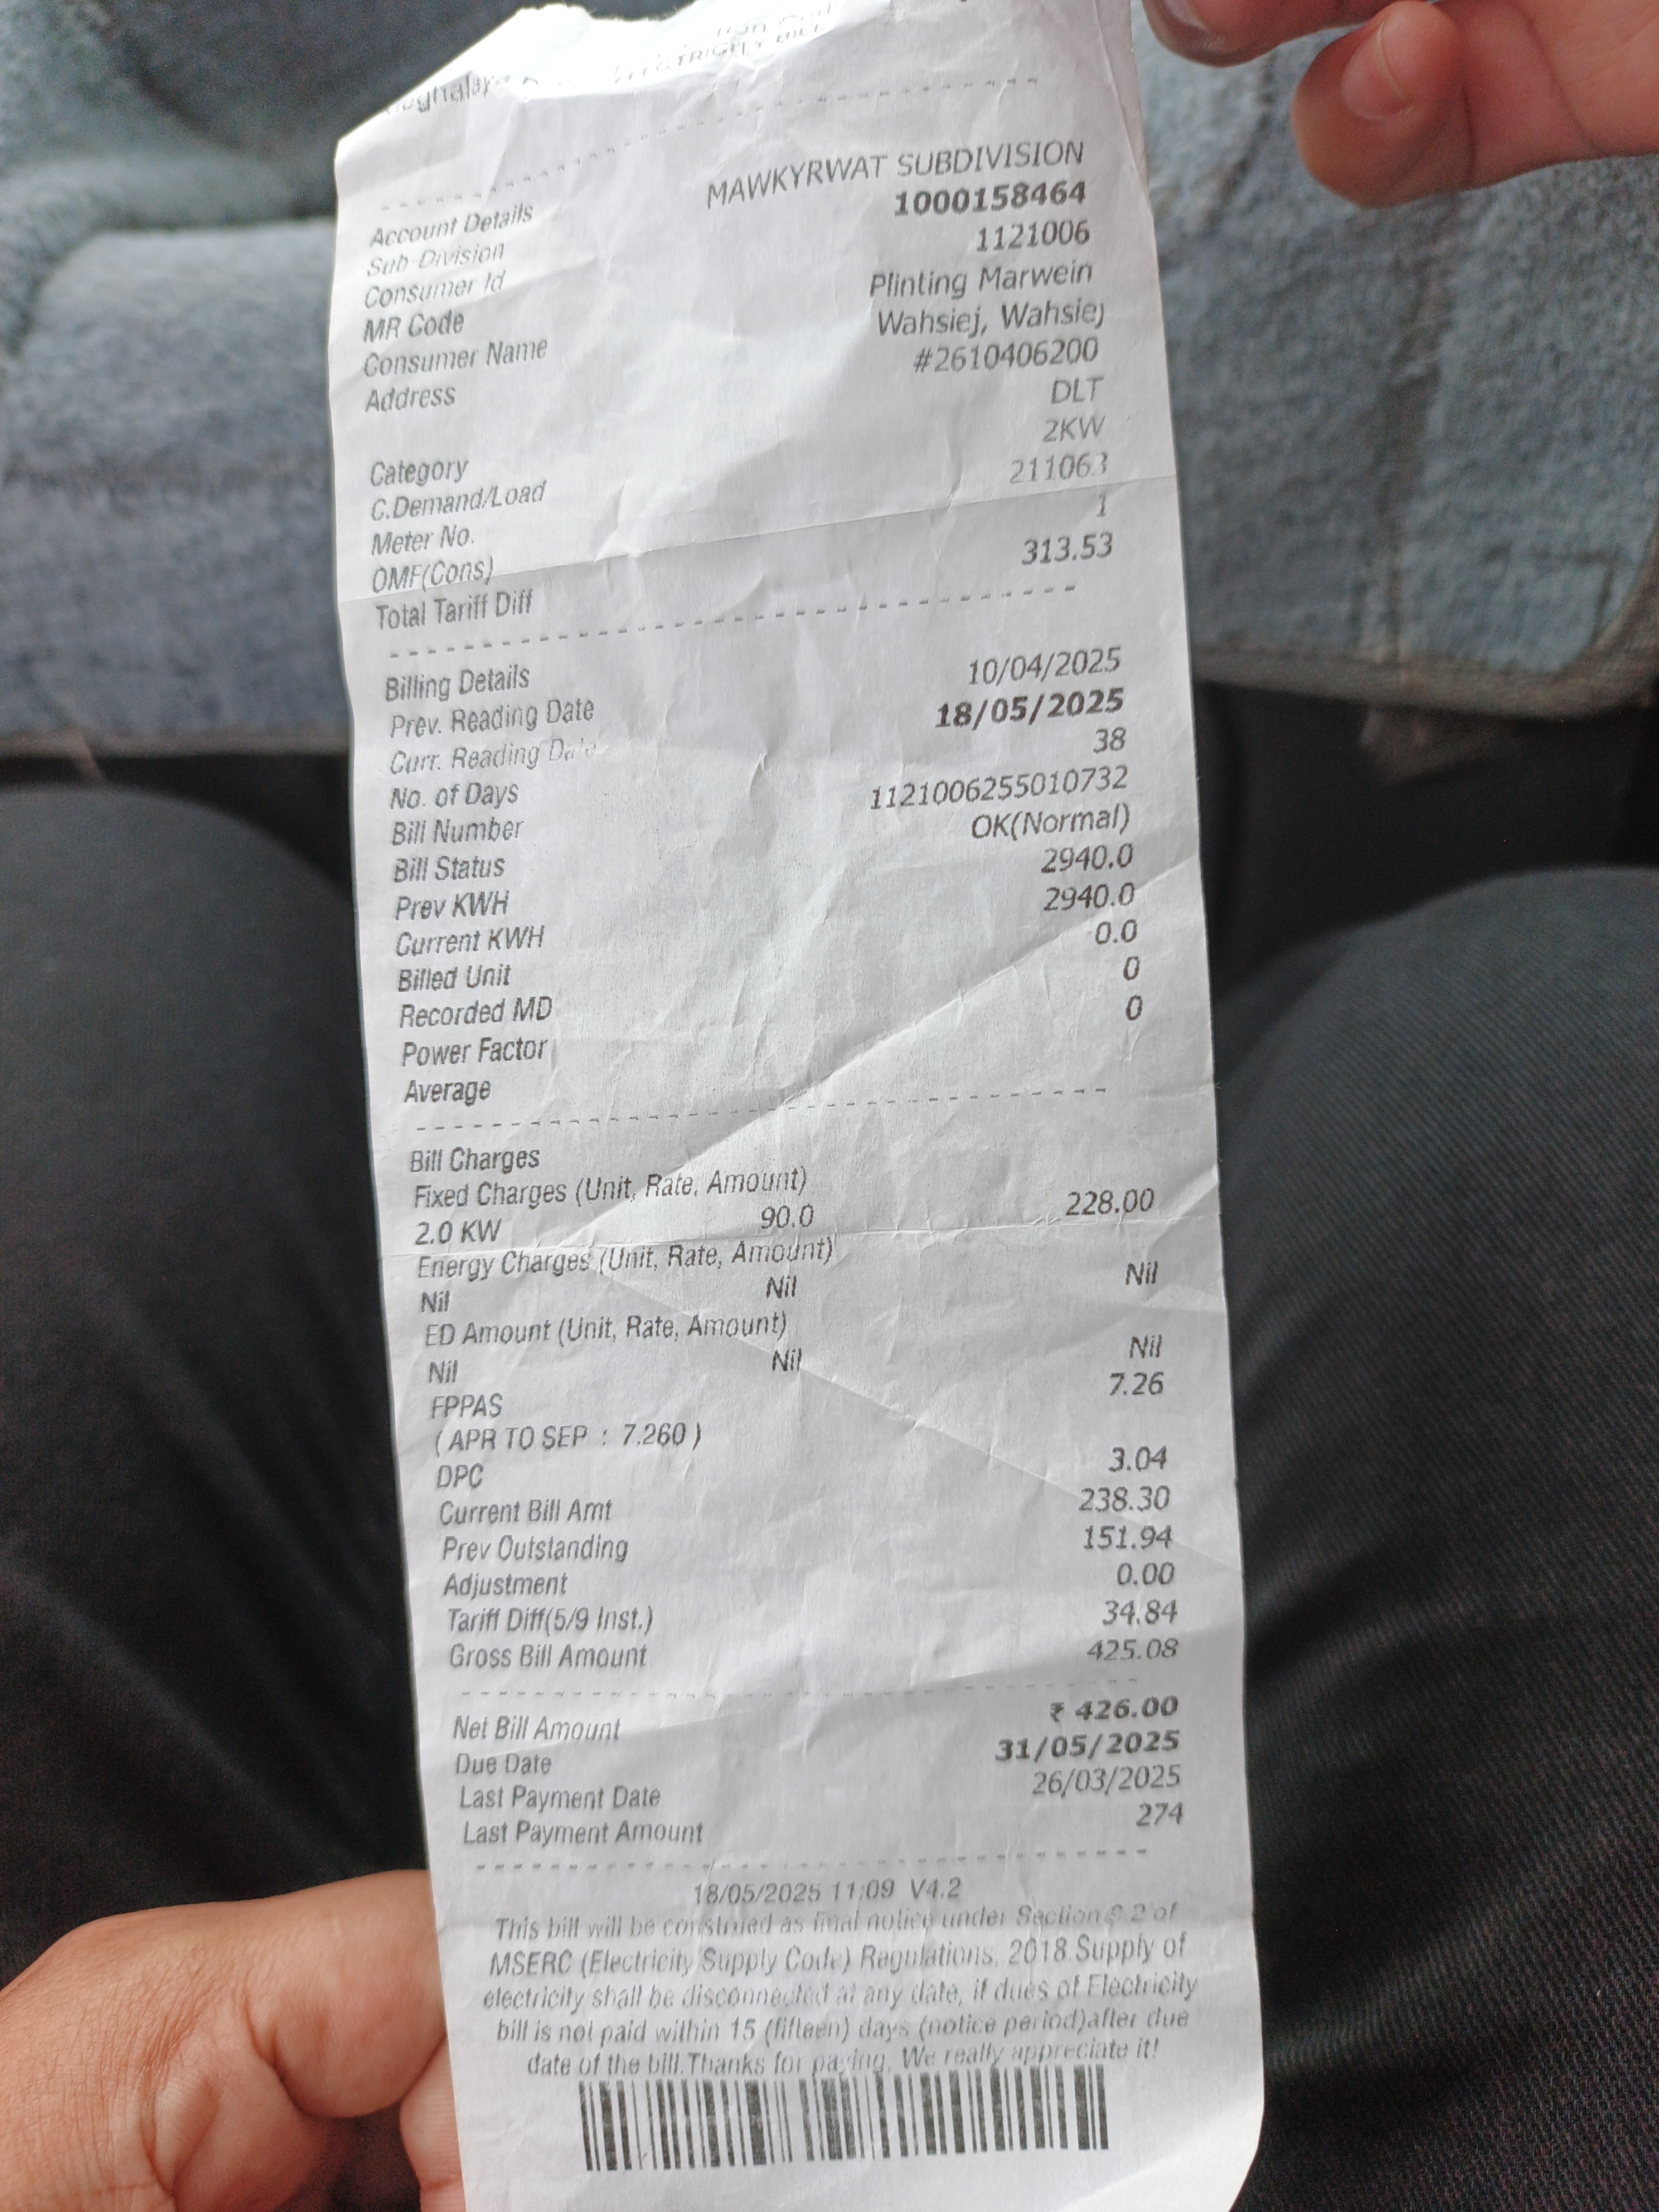 ELECTRICITY BILL
Account Details
Sub-Division MAWKYRWAT SUBDIVISION
Consumer Id 1000158464
MR Code 1121006
Consumer Name Plinting Marwein
Address Wahsiej, Wahsiej
#2610406200
Category DLT
C.Demand/Load 2KW
Meter No. 211063
OMF(Cons) 1
Total Tariff Diff 313.53
Billing Details
Prev. Reading Date 10/04/2025
Curr. Reading Date 18/05/2025
No. of Days 38
Bill Number 1121006255010732
Bill Status OK(Normal)
Prev KWH 2940.0
Current KWH 2940.0
Billed Unit 0.0
Recorded MD 0
Power Factor 0
Average
Bill Charges
Fixed Charges (Unit, Rate, Amount)
2.0 KW 90.0 228.00
Energy Charges (Unit, Rate, Amount)
Nil Nil Nil
ED Amount (Unit, Rate, Amount)
Nil Nil Nil
FPPAS 7.26
( APR TO SEP : 7.260 )
DPC 3.04
Current Bill Amt 238.30
Prev Outstanding 151.94
Adjustment 0.00
Tariff Diff(5/9 Inst.) 34.84
Gross Bill Amount 425.08
Net Bill Amount ₹ 426.00
Due Date 31/05/2025
Last Payment Date 26/03/2025
Last Payment Amount 274
18/05/2025 11:09 V4.2
This bill will be construed as final notice under Section 9.2 of
MSERC (Electricity Supply Code) Regulations, 2018.Supply of
electricity shall be disconnected at any date, if dues of Electricity
bill is not paid within 15 (fifteen) days (notice period)after due
date of the bill.Thanks for paying. We really appreciate it!